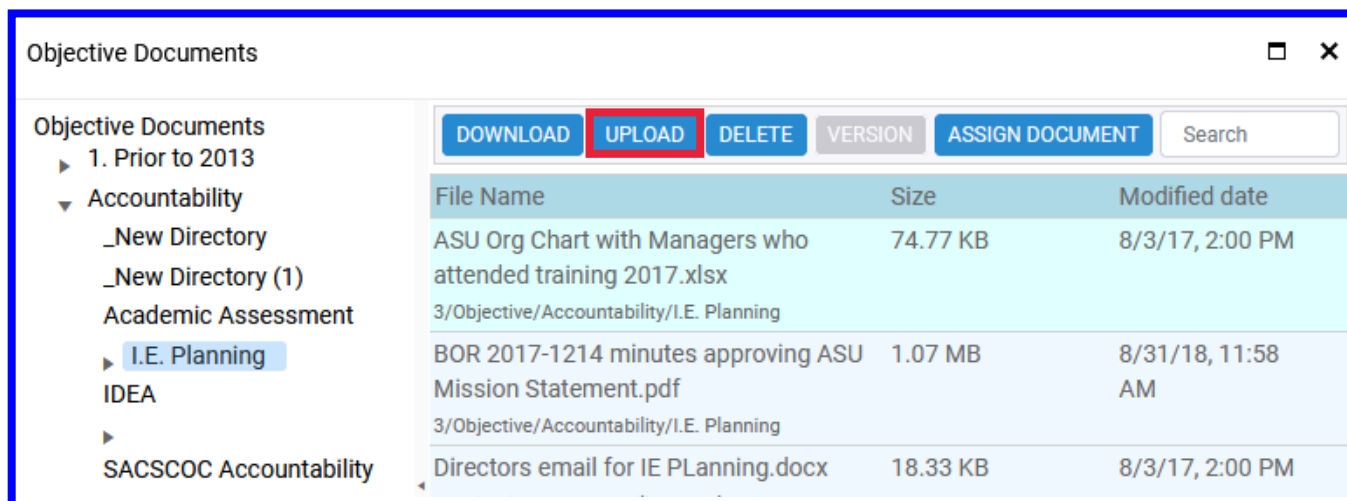 Objective Documents
Objective Documents
1. Prior to 2013
Accountability
_New Directory
_New Directory (1)
Academic Assessment
I.E. Planning
IDEA
SACSCOC Accountability
DOWNLOAD UPLOAD DELETE VERSION ASSIGN DOCUMENT Search
File Name Size Modified date
ASU Org Chart with Managers who 74.77 KB 8/3/17, 2:00 PM
attended training 2017.xlsx
3/Objective/Accountability/I.E. Planning
BOR 2017-1214 minutes approving ASU 1.07 MB 8/31/18, 11:58
Mission Statement.pdf AM
3/Objective/Accountability/I.E. Planning
Directors email for IE PLanning.docx 18.33 KB 8/3/17, 2:00 PM